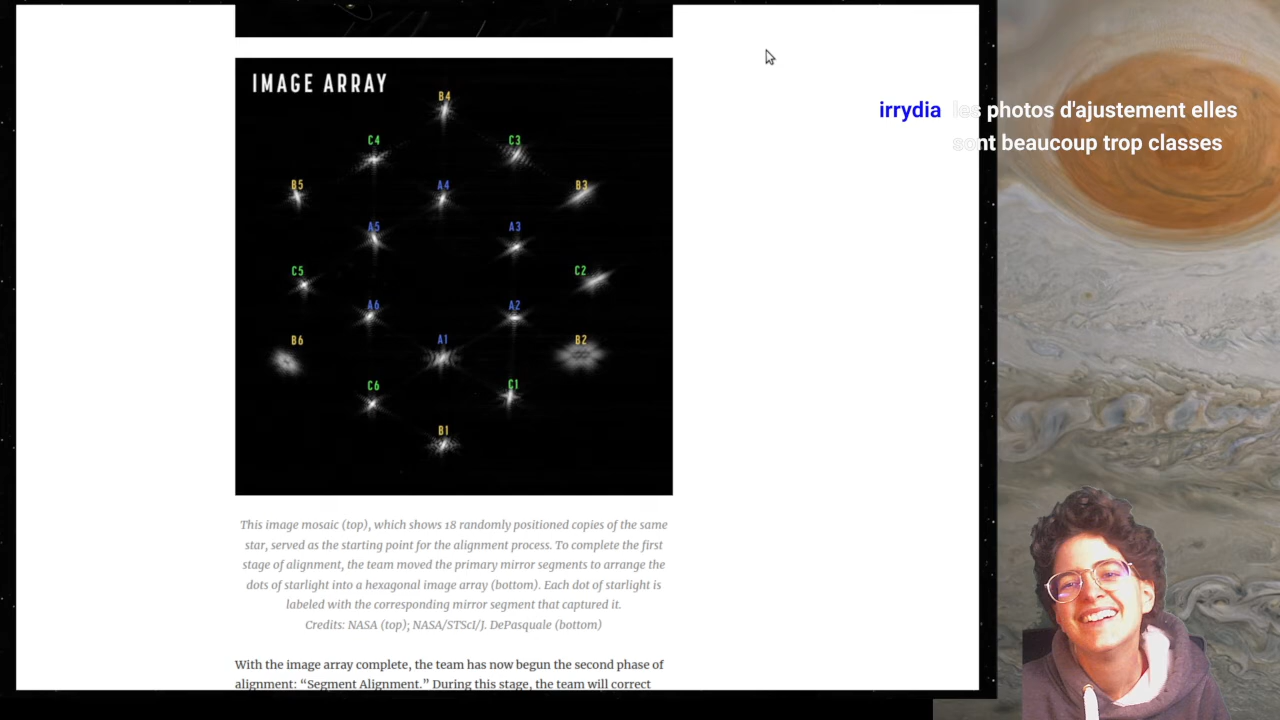 IMAGE ARRAY
B4
C4
C3
B5
A4
B3
A5
A3
C5
C2
A6
A2
B6
A1
B2
C6
C1
B1
irrydia les photos d'ajustement elles
sont beaucoup trop classes
This image mosaic (top), which shows 18 randomly positioned copies of the same
star, served as the starting point for the alignment process. To complete the first
stage of alignment, the team moved the primary mirror segments to arrange the
dots of starlight into a hexagonal image array (bottom). Each dot of starlight is
labeled with the corresponding mirror segment that captured it.
Credits: NASA (top); NASA/STScI/J. DePasquale (bottom)
With the image array complete, the team has now begun the second phase of
alignment: “Segment Alignment.” During this stage, the team will correct